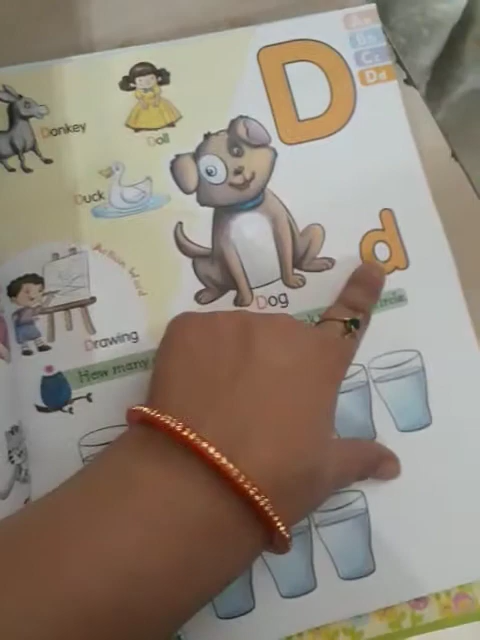 Aa
Bb
Cc
Dd
D
Donkey
Doll
Duck
d
Action Word
Dog
Drawing
How many